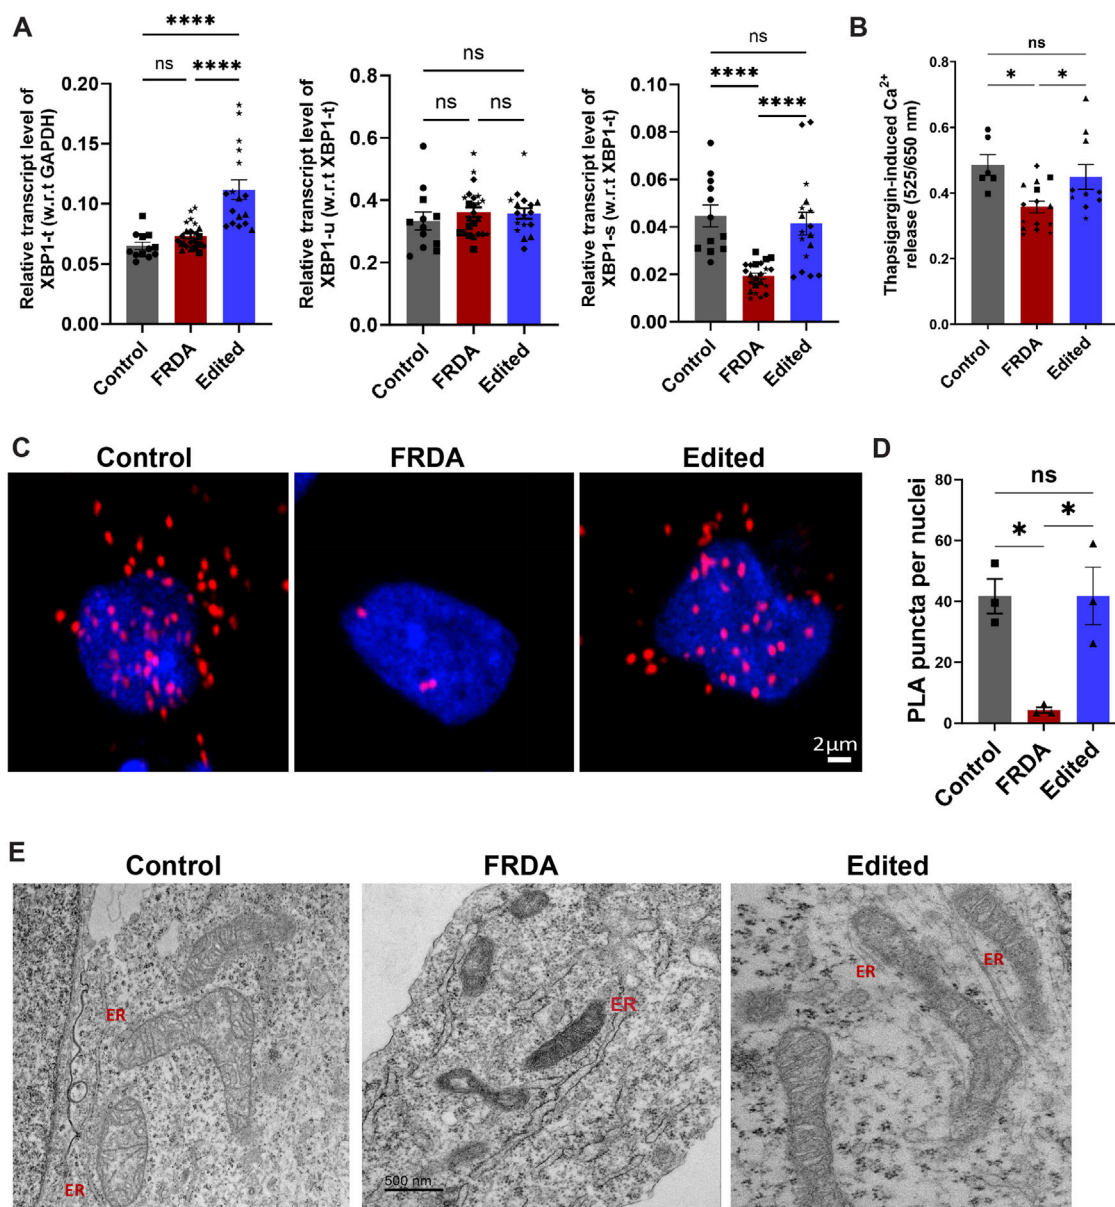 A
B
Relative transcript level of
XBP1-t (w.r.t GAPDH)
0.20
0.15
0.10
0.05
0.00
****
ns
****
Control
FRDA
Edited
Relative transcript level of
XBP1-u (w.r.t XBP1-t)
0.8
0.6
0.4
0.2
0.0
ns
ns
ns
Control
FRDA
Edited
Relative transcript level of
XBP1-s (w.r.t XBP1-t)
0.10
0.08
0.06
0.04
0.02
0.00
ns
****
****
Control
FRDA
Edited
Thapsigargin-induced Ca²⁺
release (525/650 nm)
0.8
0.6
0.4
0.2
0.0
ns
*
*
Control
FRDA
Edited
C
Control
FRDA
Edited
2µm
D
PLA puncta per nuclei
80
60
40
20
0
ns
*
*
Control
FRDA
Edited
E
Control
FRDA
Edited
ER
ER
ER
500 nm
ER
ER